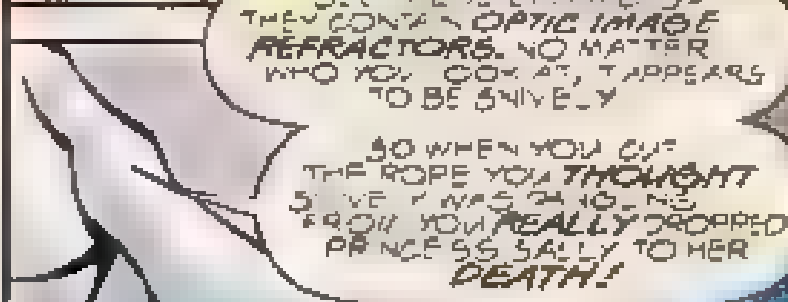 THEY CONTAIN OPTIC IMAGE
REFRACTORS. NO MATTER
WHO YOU LOOK AT, IT APPEARS
TO BE SNIVELY
SO WHEN YOU CUT
THE ROPE YOU THOUGHT
SNIVELY WAS
FROM YOU REALLY DROPPED
PRINCESS SALLY TO HER
DEATH!